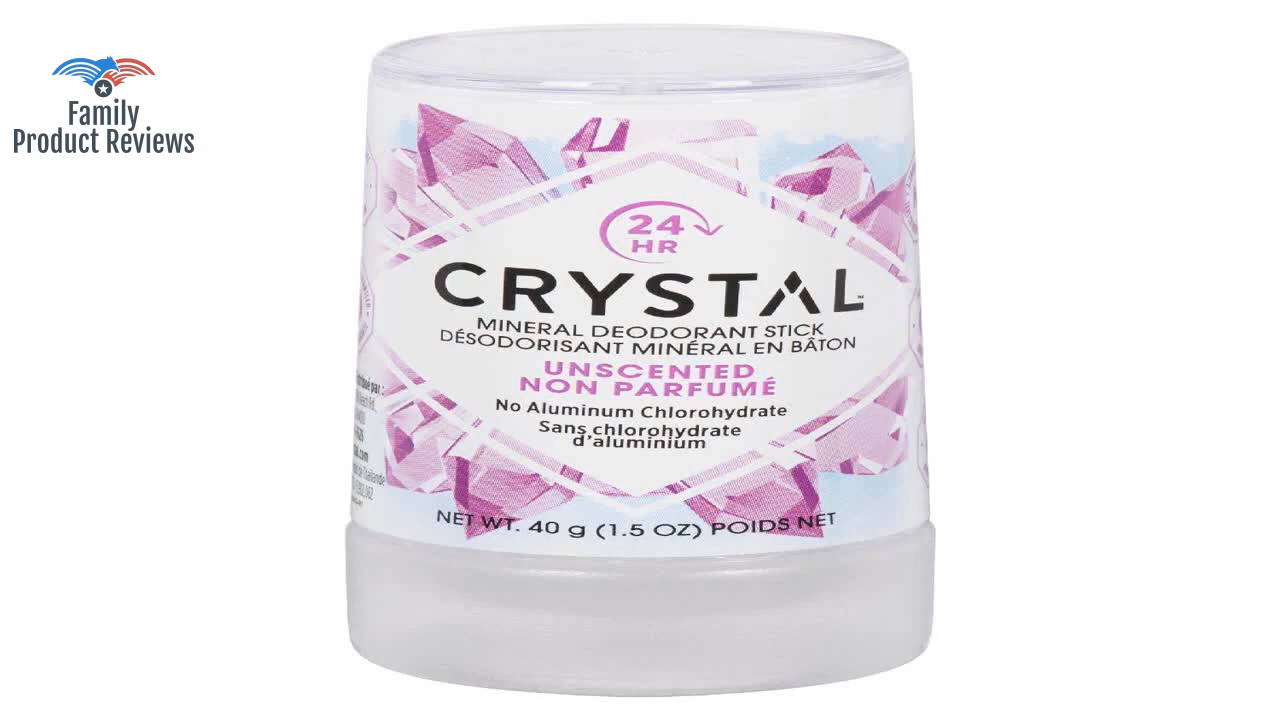 Family
Product Reviews
24
HR
CRYSTAL
MINERAL DEODORANT STICK
DÉSODORISANT MINÉRAL EN BÂTON
UNSCENTED
NON PARFUMÉ
No Aluminum Chlorohydrate
Sans chlorohydrate
d'aluminium
NET WT. 40 g (1.5 OZ) POIDS NET